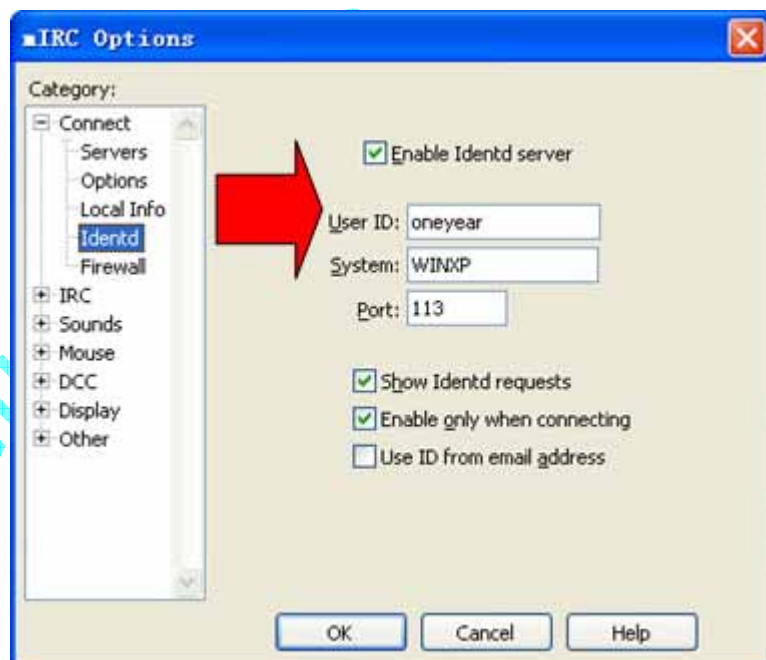 mIRC Options
Category:
Connect
Servers
Options
Local Info
Identd
Firewall
IRC
Sounds
Mouse
DCC
Display
Other
Enable Identd server
User ID: oneyear
System: WINXP
Port: 113
Show Identd requests
Enable only when connecting
Use ID from email address
OK Cancel Help